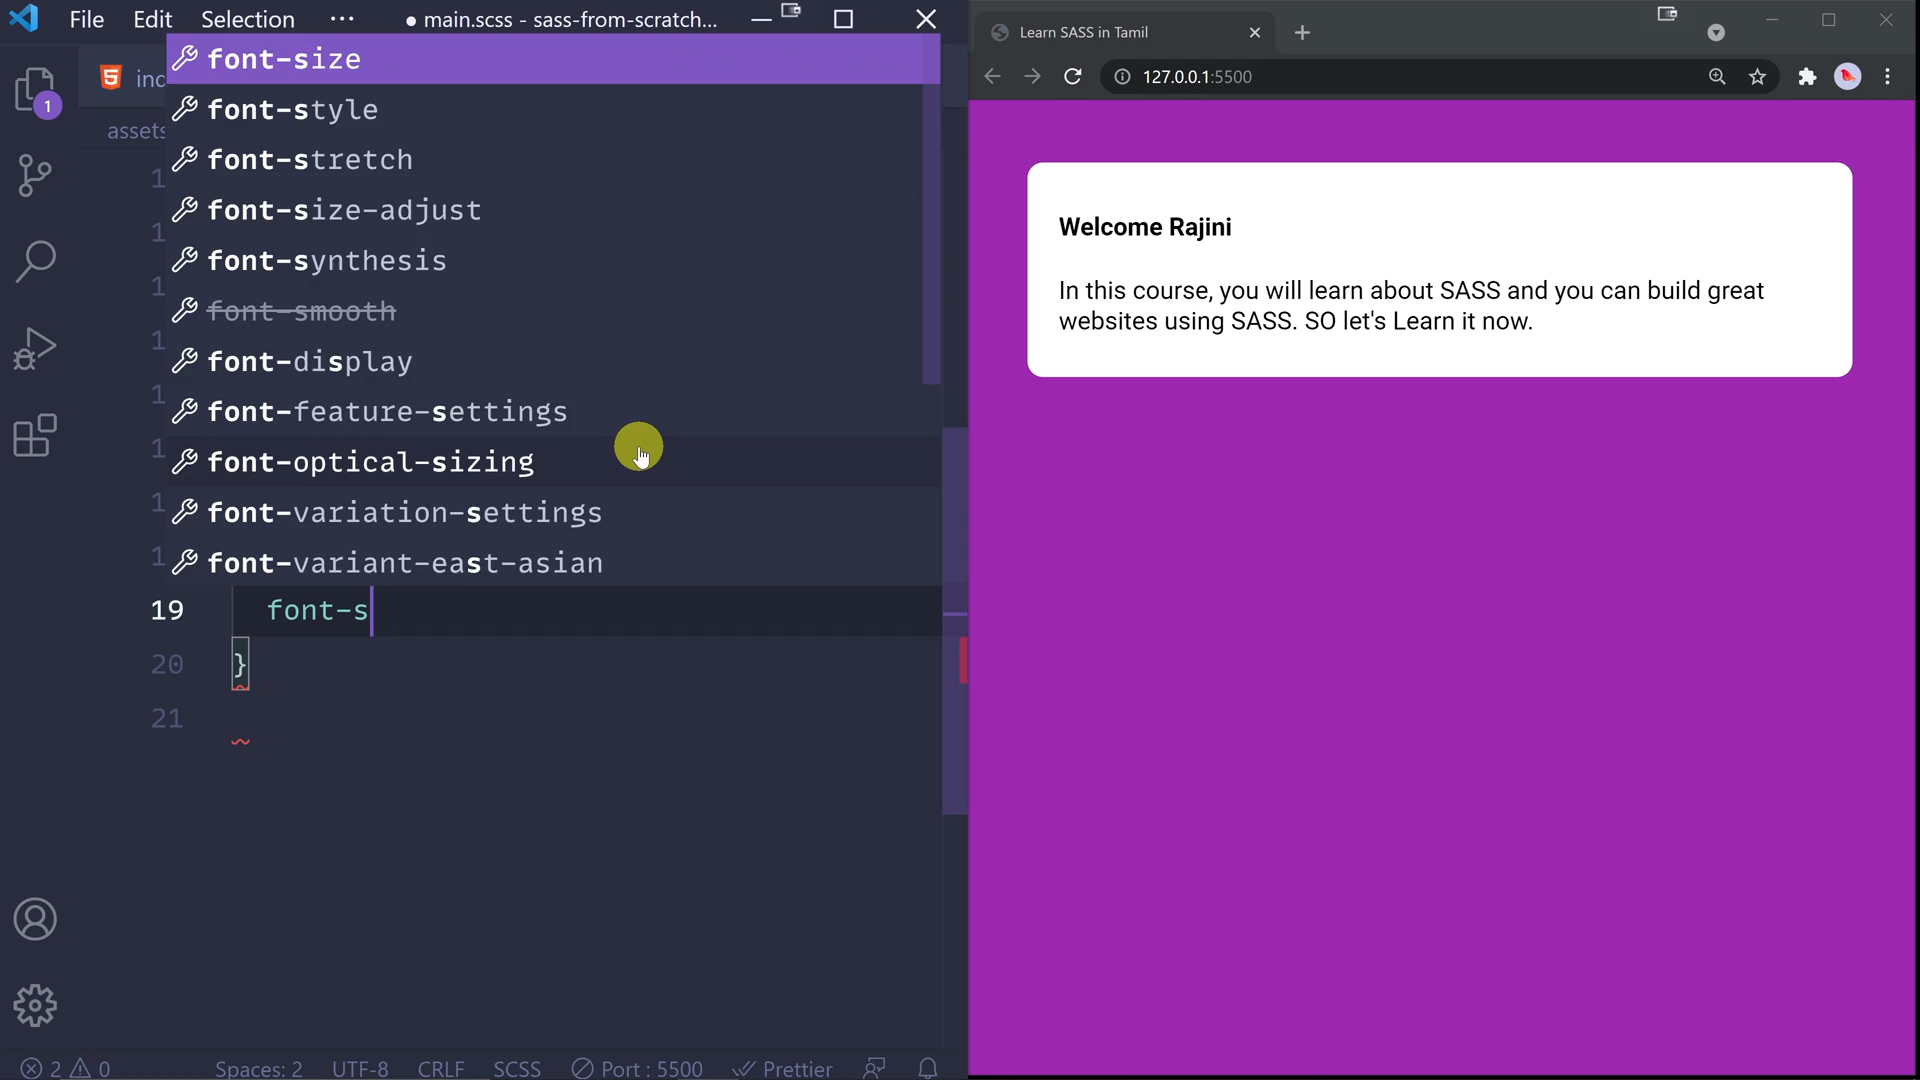 File Edit Selection ··· ● main.scss - sass-from-scratch...
1
assets
font-size
font-style
font-stretch
font-size-adjust
font-synthesis
font-smooth
font-display
font-feature-settings
font-optical-sizing
font-variation-settings
font-variant-east-asian
19 font-s
20 }
21
2 0 Spaces: 2 UTF-8 CRLF SCSS Port : 5500 Prettier
Learn SASS in Tamil
127.0.0.1:5500
Welcome Rajini
In this course, you will learn about SASS and you can build great
websites using SASS. SO let's Learn it now.